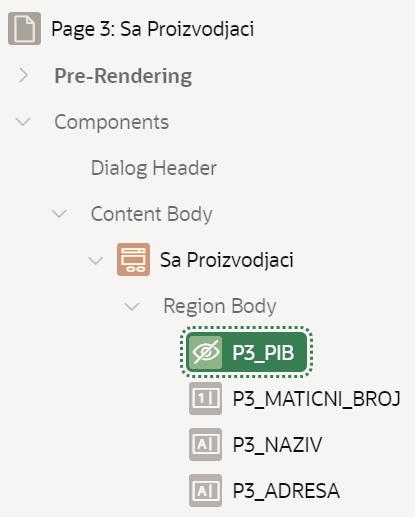 Page 3: Sa Proizvodjaci
Pre-Rendering
Components
Dialog Header
Content Body
Sa Proizvodjaci
Region Body
P3_PIB
P3_MATICNI_BROJ
P3_NAZIV
P3_ADRESA